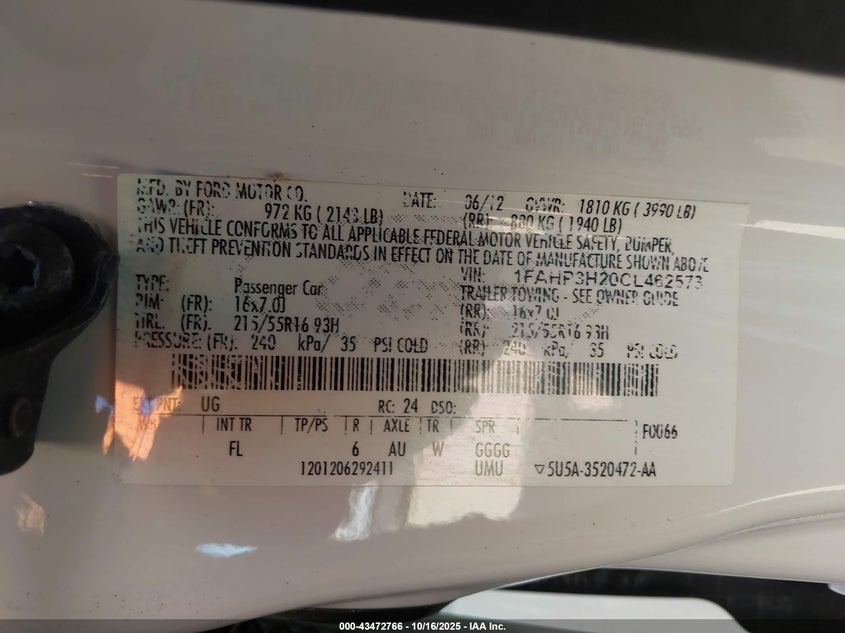 MFD. BY FORD MOTOR CO. DATE: 06/12 GVWR: 1810 KG ( 3990 LB)
GAWR: (FR): 972 KG ( 2143 LB) (RR): 880 KG ( 1940 LB)
THIS VEHICLE CONFORMS TO ALL APPLICABLE FEDERAL MOTOR VEHICLE SAFETY, BUMPER,
AND THEFT PREVENTION STANDARDS IN EFFECT ON THE DATE OF MANUFACTURE SHOWN ABOVE
VIN: 1FAHP3H20CL462573
TYPE: Passenger Car TRAILER TOWING - SEE OWNER GUIDE
RIM: (FR) 16x7.0J (RR): 16x7.0J
TIRE: (FR): 215/55R16 93H (RR): 215/55R16 93H
PRESSURE: (FR): 240 kPa/ 35 PSI COLD (RR) 240 kPa/ 35 PSI COLD
EXT PNT: UG RC: 24 DSO:
WB INT TR TP/PS R AXLE TR SPR F0066
FL 6 AU W GGGG
1201206292411 UMU ▽5U5A-3520472-AA
000-43472766 - 10/16/2025 - IAA Inc.